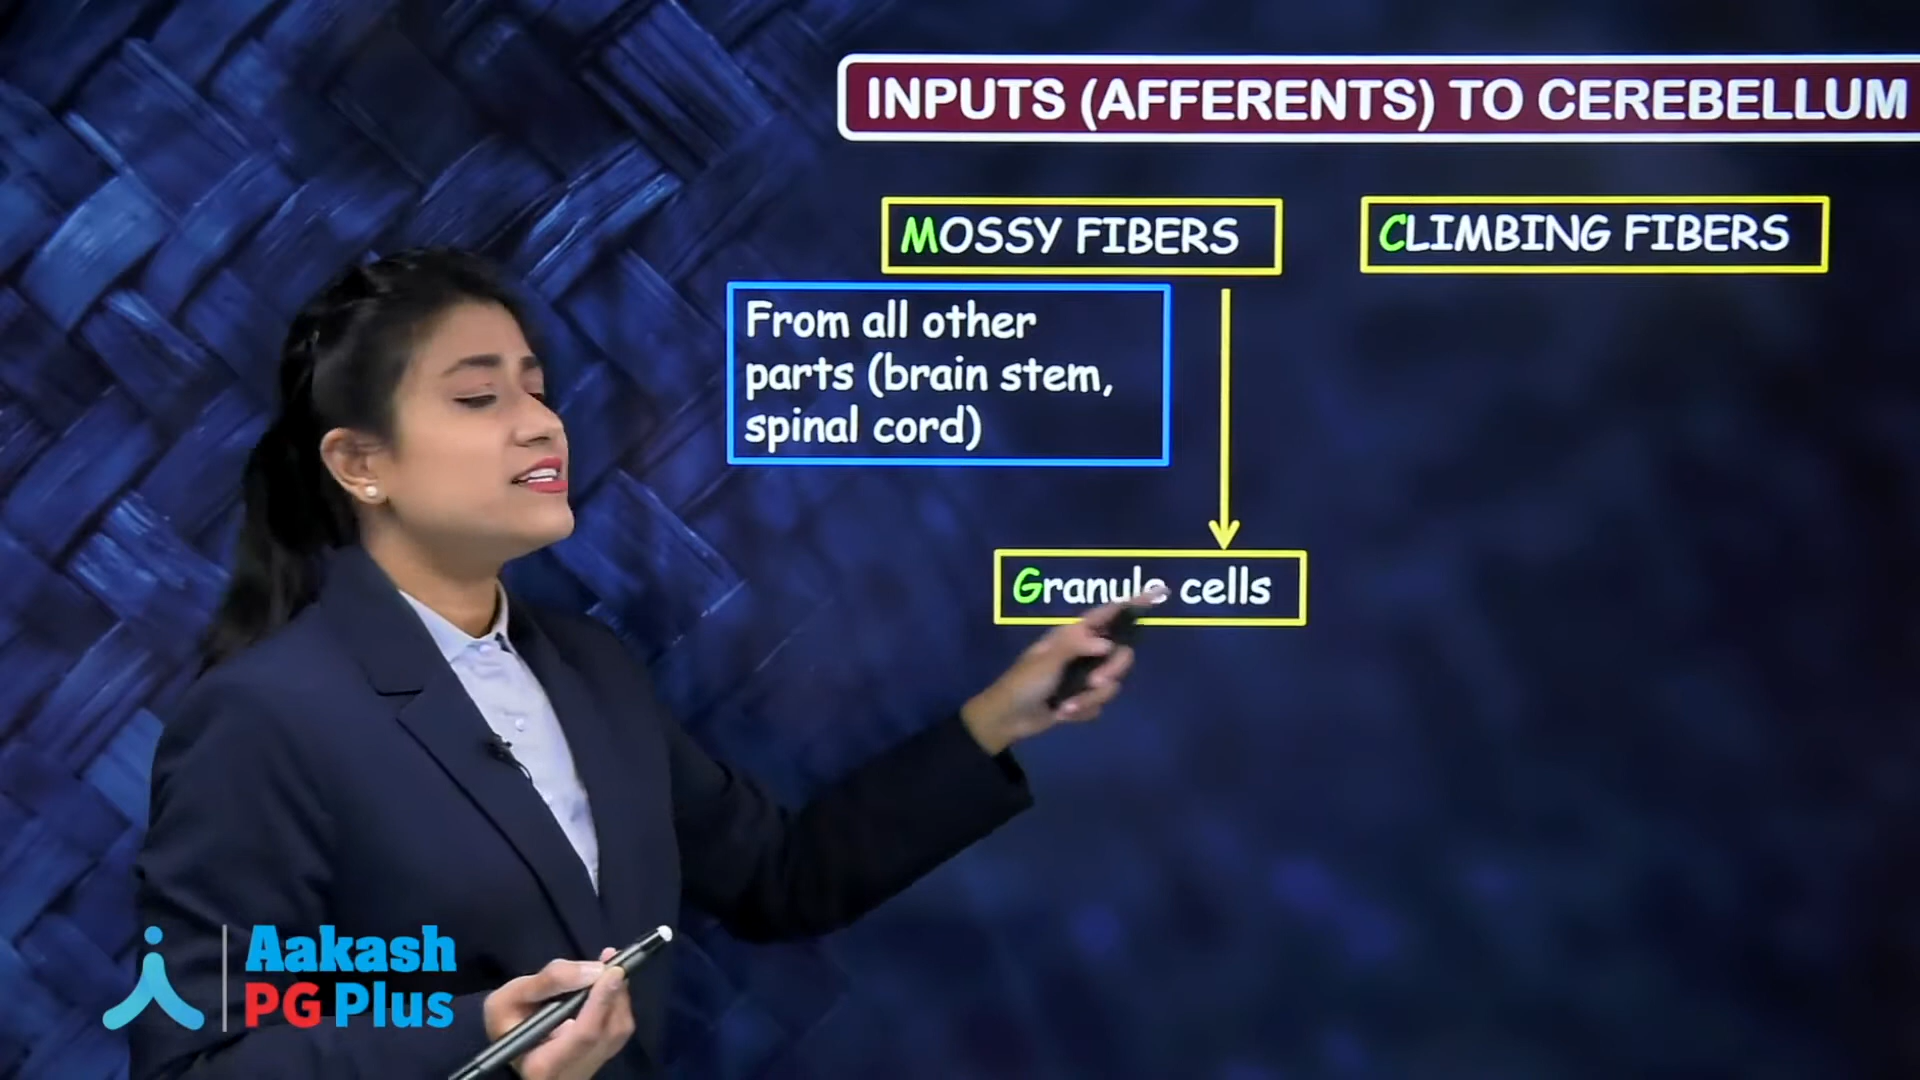 INPUTS (AFFERENTS) TO CEREBELLUM
MOSSY FIBERS
CLIMBING FIBERS
From all other
parts (brain stem,
spinal cord)
Granule cells
Aakash
PG Plus